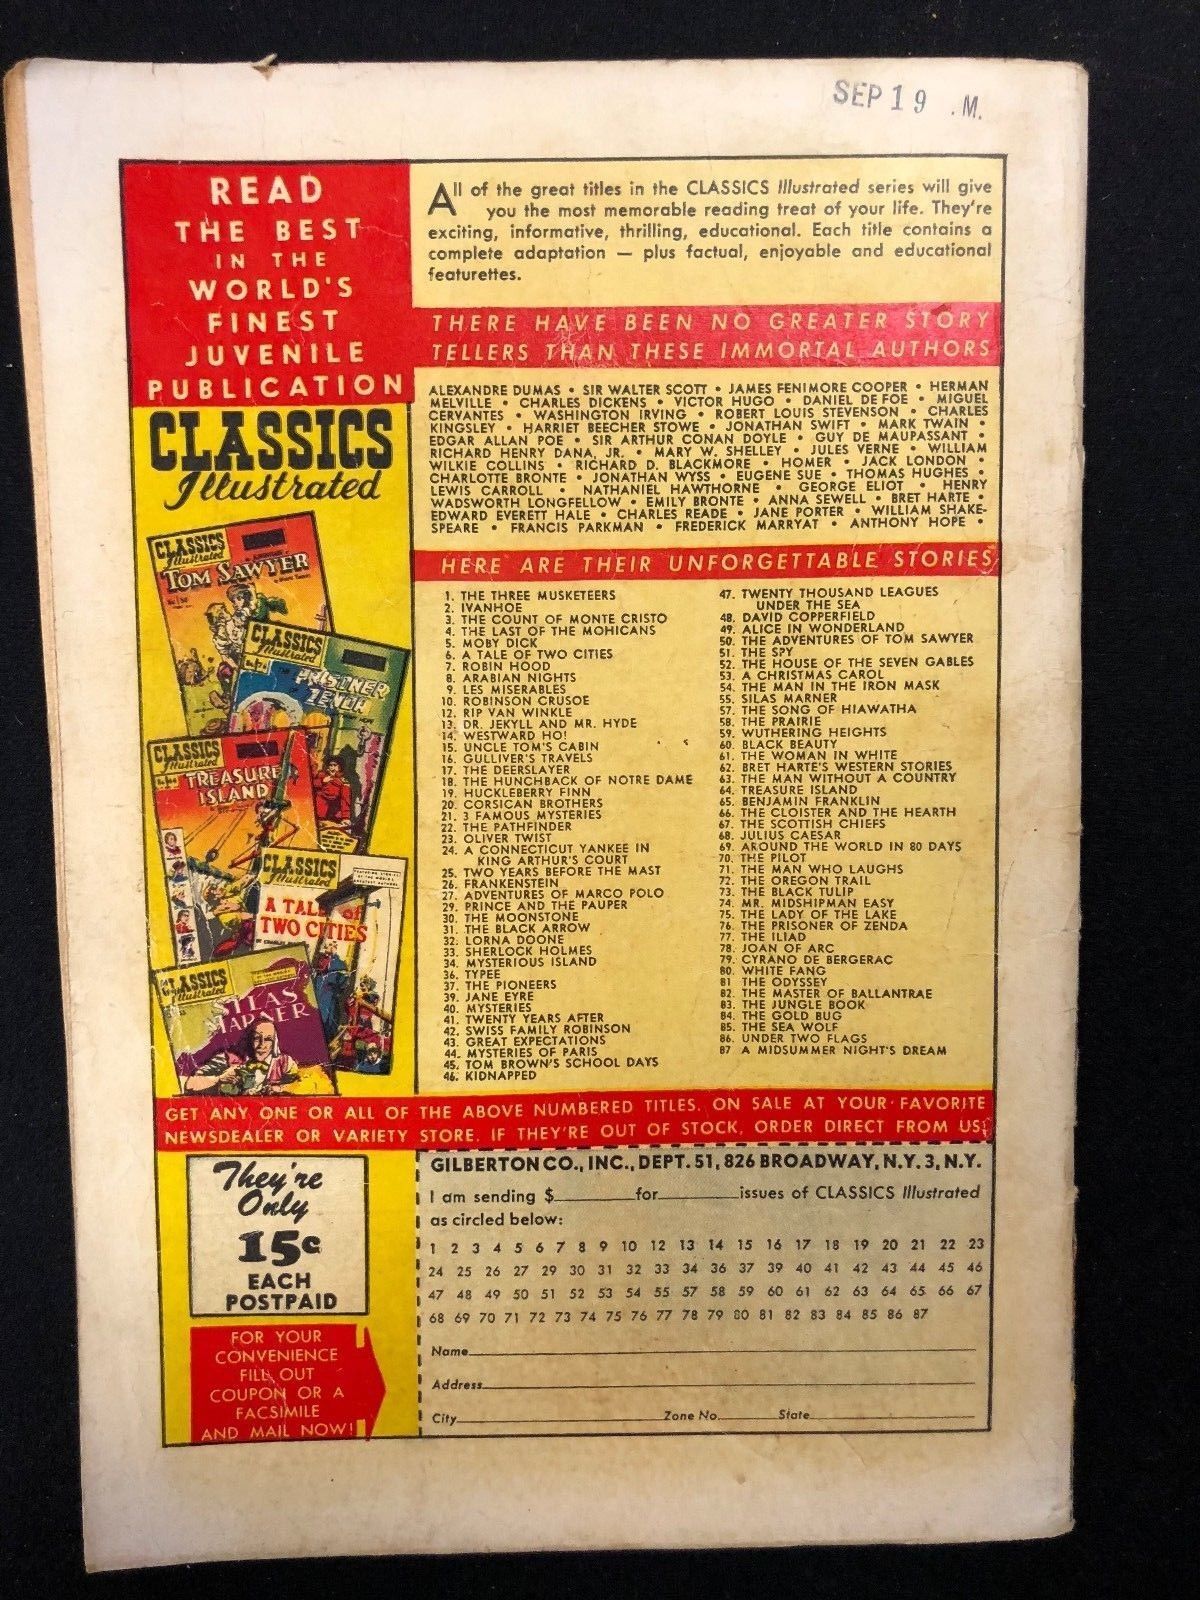 SEP 19 .M.
READ
THE BEST
IN THE
WORLD'S
FINEST
JUVENILE
PUBLICATION
CLASSICS
Illustrated
CLASSICS
Illustrated
TOM SAWYER
CLASSICS
Illustrated
PRISONER
ZENDA
CLASSICS
Illustrated
TREASURE
ISLAND
CLASSICS
Illustrated
A TALE of
TWO CITIES
CLASSICS
Illustrated
SILAS
MARNER
All of the great titles in the CLASSICS Illustrated series will give
you the most memorable reading treat of your life. They're
exciting, informative, thrilling, educational. Each title contains a
complete adaptation — plus factual, enjoyable and educational
featurettes.
THERE HAVE BEEN NO GREATER STORY
TELLERS THAN THESE IMMORTAL AUTHORS
ALEXANDRE DUMAS • SIR WALTER SCOTT • JAMES FENIMORE COOPER • HERMAN
MELVILLE • CHARLES DICKENS • VICTOR HUGO • DANIEL DE FOE • MIGUEL
CERVANTES • WASHINGTON IRVING • ROBERT LOUIS STEVENSON • CHARLES
KINGSLEY • HARRIET BEECHER STOWE • JONATHAN SWIFT • MARK TWAIN •
EDGAR ALLAN POE • SIR ARTHUR CONAN DOYLE • GUY DE MAUPASSANT •
RICHARD HENRY DANA, JR. • MARY W. SHELLEY • JULES VERNE • WILLIAM
WILKIE COLLINS • RICHARD D. BLACKMORE • HOMER • JACK LONDON •
CHARLOTTE BRONTE • JONATHAN WYSS • EUGENE SUE • THOMAS HUGHES •
LEWIS CARROLL • NATHANIEL HAWTHORNE • GEORGE ELIOT • HENRY
WADSWORTH LONGFELLOW • EMILY BRONTE • ANNA SEWELL • BRET HARTE •
EDWARD EVERETT HALE • CHARLES READE • JANE PORTER • WILLIAM SHAKE-
SPEARE • FRANCIS PARKMAN • FREDERICK MARRYAT • ANTHONY HOPE •
HERE ARE THEIR UNFORGETTABLE STORIES
1. THE THREE MUSKETEERS
2. IVANHOE
3. THE COUNT OF MONTE CRISTO
4. THE LAST OF THE MOHICANS
5. MOBY DICK
6. A TALE OF TWO CITIES
7. ROBIN HOOD
8. ARABIAN NIGHTS
9. LES MISERABLES
10. ROBINSON CRUSOE
12. RIP VAN WINKLE
13. DR. JEKYLL AND MR. HYDE
14. WESTWARD HO!
15. UNCLE TOM'S CABIN
16. GULLIVER'S TRAVELS
17. THE DEERSLAYER
18. THE HUNCHBACK OF NOTRE DAME
19. HUCKLEBERRY FINN
20. CORSICAN BROTHERS
21. 3 FAMOUS MYSTERIES
22. THE PATHFINDER
23. OLIVER TWIST
24. A CONNECTICUT YANKEE IN
KING ARTHUR'S COURT
25. TWO YEARS BEFORE THE MAST
26. FRANKENSTEIN
27. ADVENTURES OF MARCO POLO
29. PRINCE AND THE PAUPER
30. THE MOONSTONE
31. THE BLACK ARROW
32. LORNA DOONE
33. SHERLOCK HOLMES
34. MYSTERIOUS ISLAND
36. TYPEE
37. THE PIONEERS
39. JANE EYRE
40. MYSTERIES
41. TWENTY YEARS AFTER
42. SWISS FAMILY ROBINSON
43. GREAT EXPECTATIONS
44. MYSTERIES OF PARIS
45. TOM BROWN'S SCHOOL DAYS
46. KIDNAPPED
47. TWENTY THOUSAND LEAGUES
UNDER THE SEA
48. DAVID COPPERFIELD
49. ALICE IN WONDERLAND
50. THE ADVENTURES OF TOM SAWYER
51. THE SPY
52. THE HOUSE OF THE SEVEN GABLES
53. A CHRISTMAS CAROL
54. THE MAN IN THE IRON MASK
55. SILAS MARNER
57. THE SONG OF HIAWATHA
58. THE PRAIRIE
59. WUTHERING HEIGHTS
60. BLACK BEAUTY
61. THE WOMAN IN WHITE
62. BRET HARTE'S WESTERN STORIES
63. THE MAN WITHOUT A COUNTRY
64. TREASURE ISLAND
65. BENJAMIN FRANKLIN
66. THE CLOISTER AND THE HEARTH
67. THE SCOTTISH CHIEFS
68. JULIUS CAESAR
69. AROUND THE WORLD IN 80 DAYS
70. THE PILOT
71. THE MAN WHO LAUGHS
72. THE OREGON TRAIL
73. THE BLACK TULIP
74. MR. MIDSHIPMAN EASY
75. THE LADY OF THE LAKE
76. THE PRISONER OF ZENDA
77. THE ILIAD
78. JOAN OF ARC
79. CYRANO DE BERGERAC
80. WHITE FANG
81 THE ODYSSEY
82. THE MASTER OF BALLANTRAE
83. THE JUNGLE BOOK
84. THE GOLD BUG
85. THE SEA WOLF
86. UNDER TWO FLAGS
87 A MIDSUMMER NIGHT'S DREAM
GET ANY ONE OR ALL OF THE ABOVE NUMBERED TITLES. ON SALE AT YOUR FAVORITE
NEWSDEALER OR VARIETY STORE. IF THEY'RE OUT OF STOCK, ORDER DIRECT FROM US!
They're
Only
15c
EACH
POSTPAID
FOR YOUR
CONVENIENCE
FILL OUT
COUPON OR A
FACSIMILE
AND MAIL NOW!
GILBERTON CO., INC., DEPT. 51, 826 BROADWAY, N.Y. 3, N.Y.
I am sending $ for issues of CLASSICS Illustrated
as circled below:
1 2 3 4 5 6 7 8 9 10 12 13 14 15 16 17 18 19 20 21 22 23
24 25 26 27 29 30 31 32 33 34 36 37 39 40 41 42 43 44 45 46
47 48 49 50 51 52 53 54 55 57 58 59 60 61 62 63 64 65 66 67
68 69 70 71 72 73 74 75 76 77 78 79 80 81 82 83 84 85 86 87
Name
Address
City Zone No. State